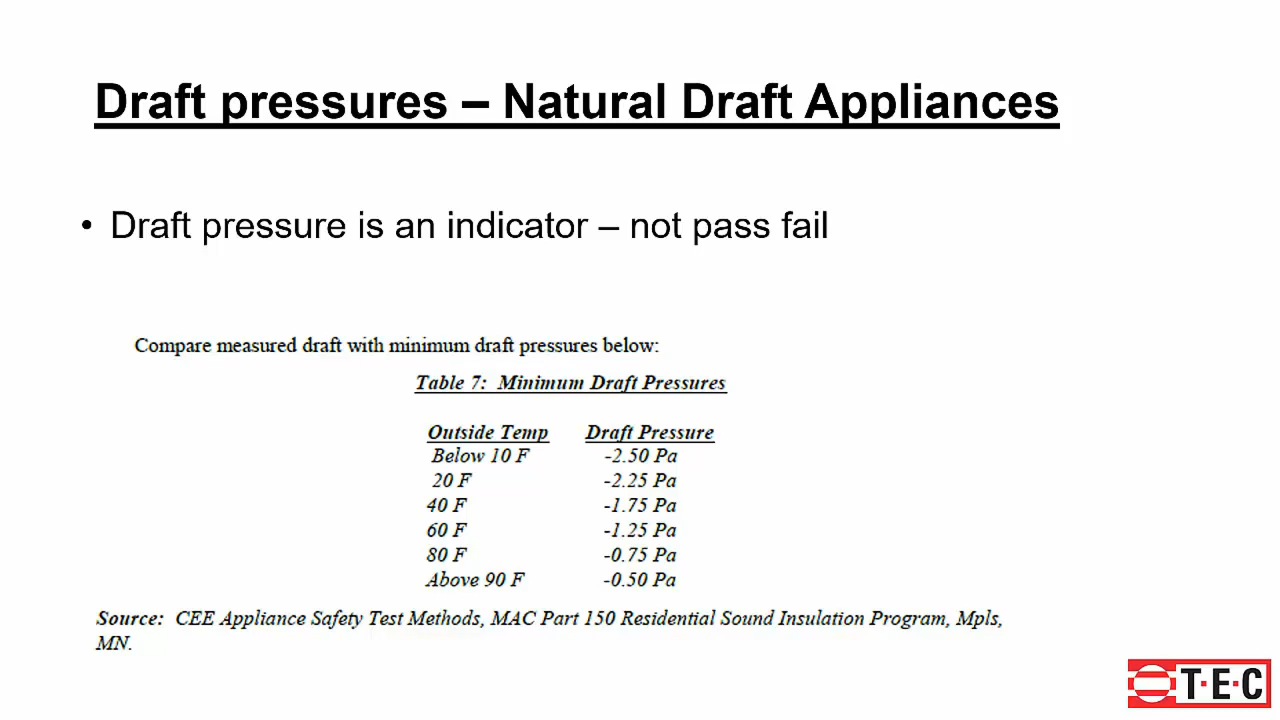 Draft pressures – Natural Draft Appliances
• Draft pressure is an indicator – not pass fail
Compare measured draft with minimum draft pressures below:
Table 7: Minimum Draft Pressures
Outside Temp Draft Pressure
Below 10 F -2.50 Pa
20 F -2.25 Pa
40 F -1.75 Pa
60 F -1.25 Pa
80 F -0.75 Pa
Above 90 F -0.50 Pa
Source: CEE Appliance Safety Test Methods, MAC Part 150 Residential Sound Insulation Program, Mpls,
MN.
T·E·C